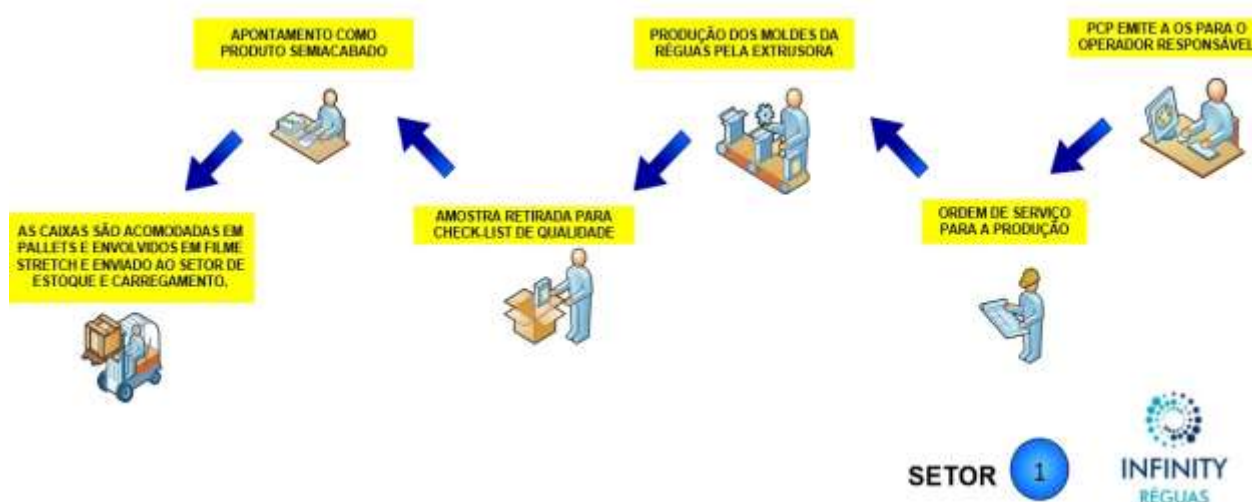 APONTAMENTO COMO
PRODUTO SEMIACABADO
PRODUÇÃO DOS MOLDES DA
RÉGUAS PELA EXTRUSORA
PCP EMITE A OS PARA O
OPERADOR RESPONSÁVEL
AS CAIXAS SÃO ACOMODADAS EM
PALLETS E ENVOLVIDOS EM FILME
STRETCH E ENVIADO AO SETOR DE
ESTOQUE E CARREGAMENTO.
AMOSTRA RETIRADA PARA
CHECK-LIST DE QUALIDADE
ORDEM DE SERVIÇO
PARA A PRODUÇÃO
SETOR 1
INFINITY
RÉGUAS